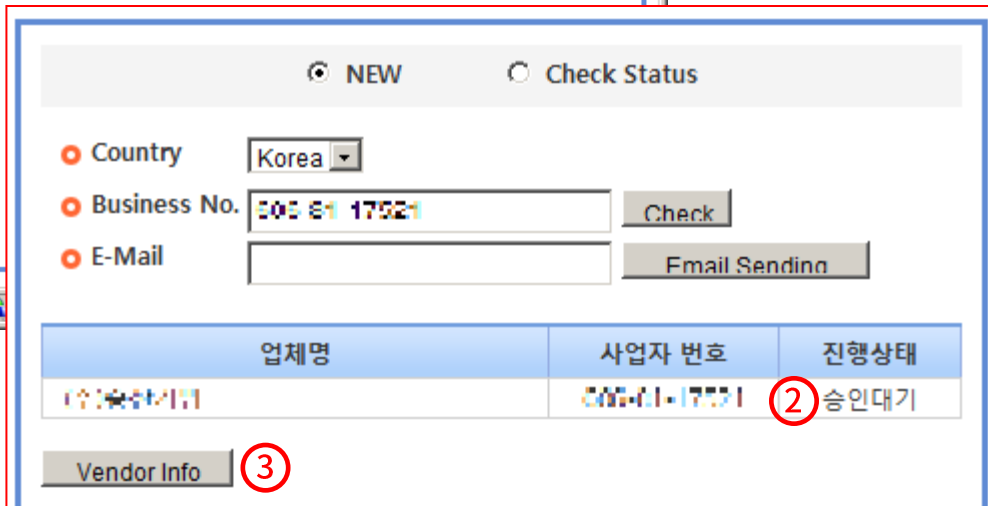 NEW Check Status
Country Korea
Business No. Check
E-Mail Email Sending
업체명 사업자 번호 진행상태
② 승인대기
Vendor Info ③